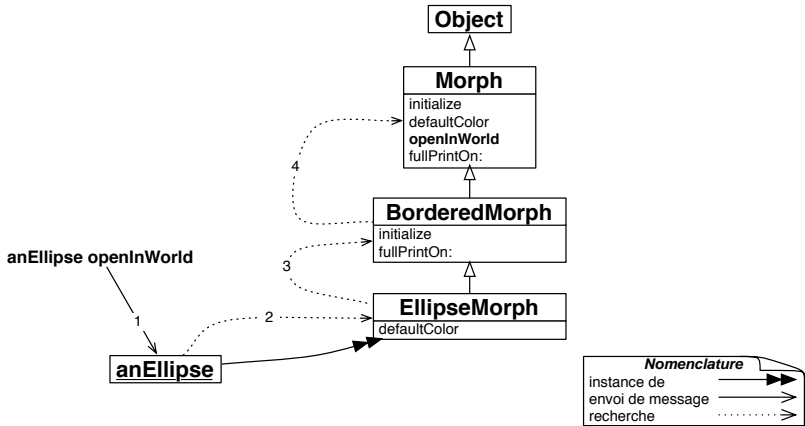 Object
Morph
initialize
defaultColor
openInWorld
fullPrintOn:
4
BorderedMorph
initialize
fullPrintOn:
anEllipse openInWorld
3
EllipseMorph
defaultColor
1
2
anEllipse
Nomenclature
instance de
envoi de message
recherche